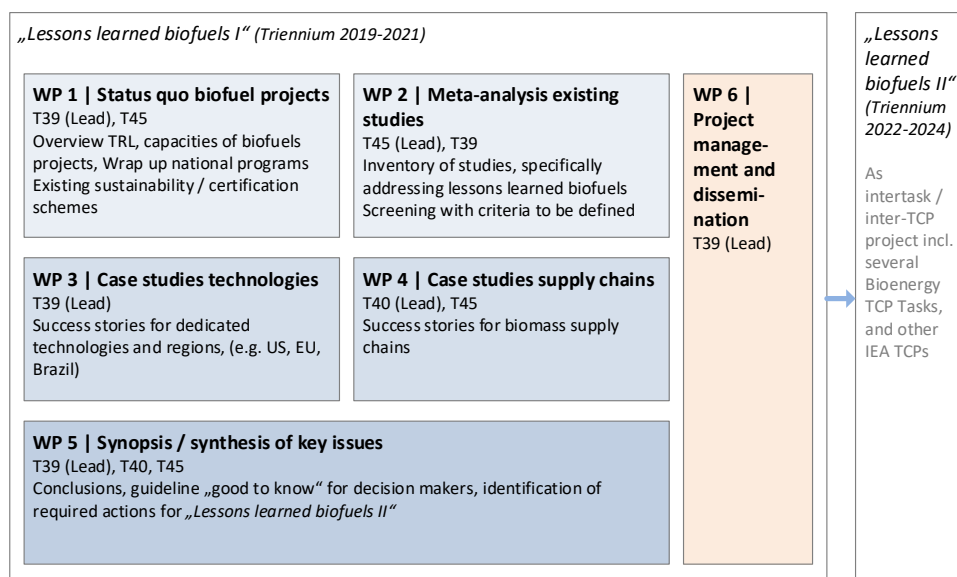 „Lessons learned biofuels I“ (Triennium 2019-2021)
WP 1 | Status quo biofuel projects
T39 (Lead), T45
Overview TRL, capacities of biofuels
projects, Wrap up national programs
Existing sustainability / certification
schemes
WP 2 | Meta-analysis existing
studies
T45 (Lead), T39
Inventory of studies, specifically
addressing lessons learned biofuels
Screening with criteria to be defined
WP 3 | Case studies technologies
T39 (Lead)
Success stories for dedicated
technologies and regions, (e.g. US, EU,
Brazil)
WP 4 | Case studies supply chains
T40 (Lead), T45
Success stories for biomass supply
chains
WP 5 | Synopsis / synthesis of key issues
T39 (Lead), T40, T45
Conclusions, guideline „good to know“ for decision makers, identification of
required actions for „Lessons learned biofuels II“
WP 6 |
Project
manage-
ment and
dissemi-
nation
T39 (Lead)
„Lessons
learned
biofuels II“
(Triennium
2022-2024)
As
intertask /
inter-TCP
project incl.
several
Bioenergy
TCP Tasks,
and other
IEA TCPs